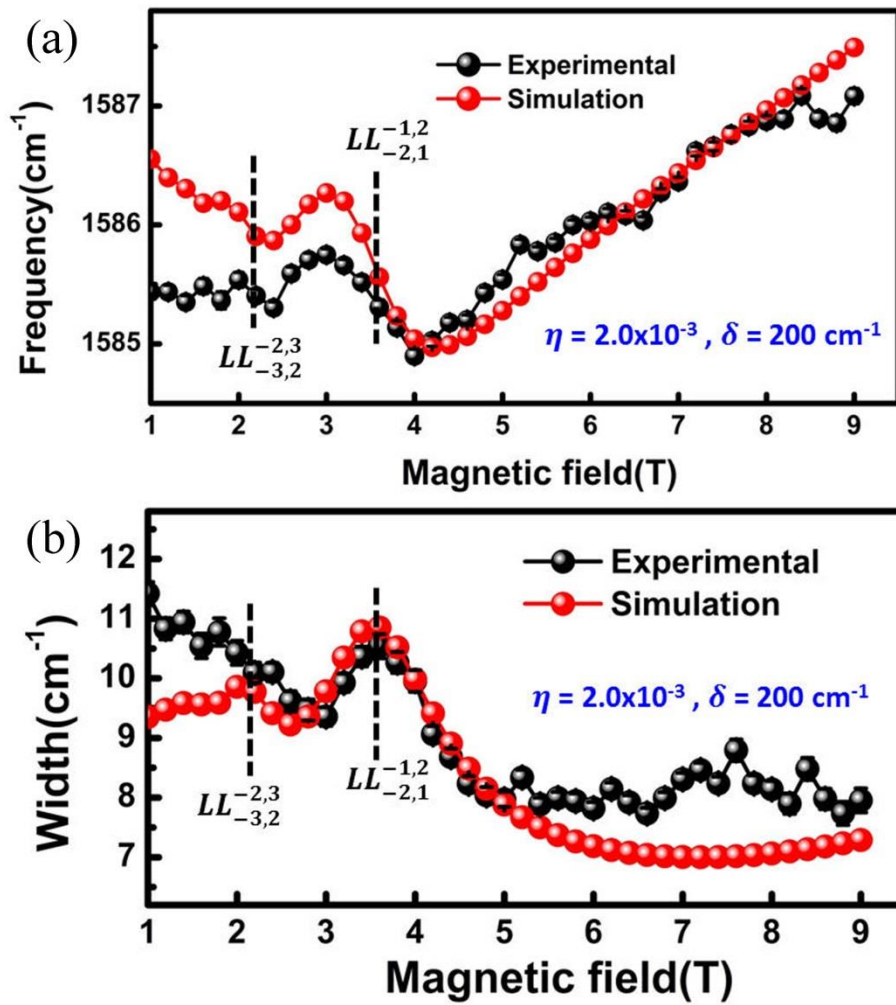 (a)
Experimental
Simulation
LL₋₂,₁⁻¹,²
LL₋₃,₂⁻²,³
η = 2.0x10⁻³ , δ = 200 cm⁻¹
Frequency(cm⁻¹)
1587
1586
1585
1 2 3 4 5 6 7 8 9
Magnetic field(T)
(b)
Experimental
Simulation
η = 2.0x10⁻³ , δ = 200 cm⁻¹
LL₋₃,₂⁻²,³
LL₋₂,₁⁻¹,²
Width(cm⁻¹)
12
11
10
9
8
7
1 2 3 4 5 6 7 8 9
Magnetic field(T)